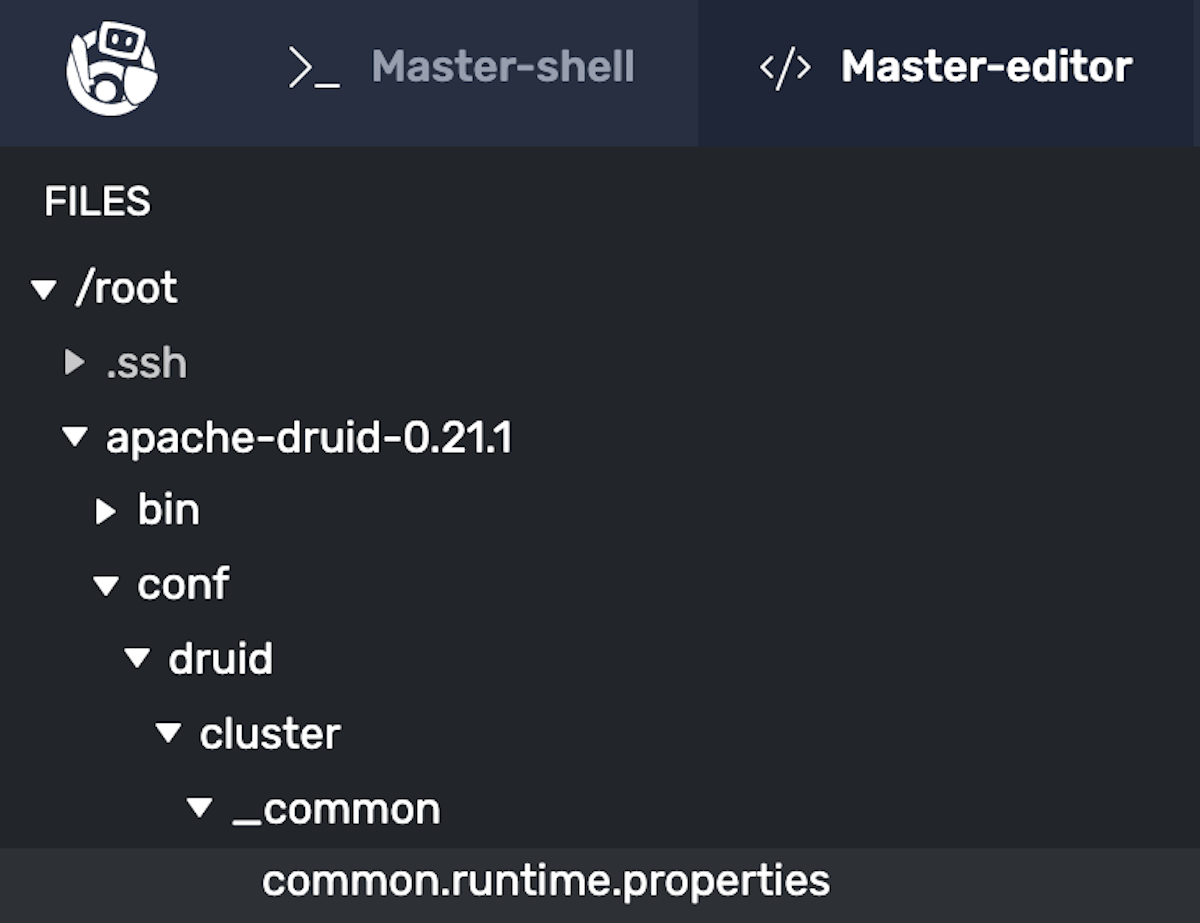 >_ Master-shell </> Master-editor
FILES
/root
.ssh
apache-druid-0.21.1
bin
conf
druid
cluster
_common
common.runtime.properties